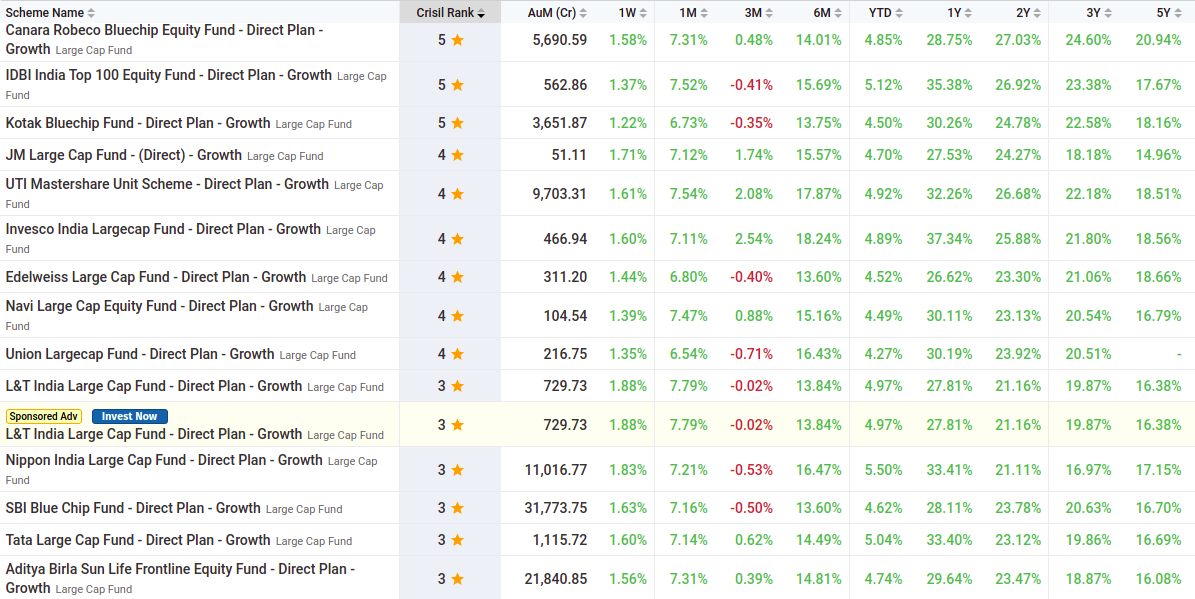 Scheme Name Crisil Rank AuM (Cr) 1W 1M 3M 6M YTD 1Y 2Y 3Y 5Y
Canara Robeco Bluechip Equity Fund - Direct Plan -
Growth Large Cap Fund 5 5,690.59 1.58% 7.31% 0.48% 14.01% 4.85% 28.75% 27.03% 24.60% 20.94%
IDBI India Top 100 Equity Fund - Direct Plan - Growth Large Cap
Fund 5 562.86 1.37% 7.52% -0.41% 15.69% 5.12% 35.38% 26.92% 23.38% 17.67%
Kotak Bluechip Fund - Direct Plan - Growth Large Cap Fund 5 3,651.87 1.22% 6.73% -0.35% 13.75% 4.50% 30.26% 24.78% 22.58% 18.16%
JM Large Cap Fund - (Direct) - Growth Large Cap Fund 4 51.11 1.71% 7.12% 1.74% 15.57% 4.70% 27.53% 24.27% 18.18% 14.96%
UTI Mastershare Unit Scheme - Direct Plan - Growth Large Cap
Fund 4 9,703.31 1.61% 7.54% 2.08% 17.87% 4.92% 32.26% 26.68% 22.18% 18.51%
Invesco India Largecap Fund - Direct Plan - Growth Large Cap
Fund 4 466.94 1.60% 7.11% 2.54% 18.24% 4.89% 37.34% 25.88% 21.80% 18.56%
Edelweiss Large Cap Fund - Direct Plan - Growth Large Cap Fund 4 311.20 1.44% 6.80% -0.40% 13.60% 4.52% 26.62% 23.30% 21.06% 18.66%
Navi Large Cap Equity Fund - Direct Plan - Growth Large Cap
Fund 4 104.54 1.39% 7.47% 0.88% 15.16% 4.49% 30.11% 23.13% 20.54% 16.79%
Union Largecap Fund - Direct Plan - Growth Large Cap Fund 4 216.75 1.35% 6.54% -0.71% 16.43% 4.27% 30.19% 23.92% 20.51% -
L&T India Large Cap Fund - Direct Plan - Growth Large Cap Fund 3 729.73 1.88% 7.79% -0.02% 13.84% 4.97% 27.81% 21.16% 19.87% 16.38%
Sponsored Adv Invest Now
L&T India Large Cap Fund - Direct Plan - Growth Large Cap Fund 3 729.73 1.88% 7.79% -0.02% 13.84% 4.97% 27.81% 21.16% 19.87% 16.38%
Nippon India Large Cap Fund - Direct Plan - Growth Large Cap
Fund 3 11,016.77 1.83% 7.21% -0.53% 16.47% 5.50% 33.41% 21.11% 16.97% 17.15%
SBI Blue Chip Fund - Direct Plan - Growth Large Cap Fund 3 31,773.75 1.63% 7.16% -0.50% 13.60% 4.62% 28.11% 23.78% 20.63% 16.70%
Tata Large Cap Fund - Direct Plan - Growth Large Cap Fund 3 1,115.72 1.60% 7.14% 0.62% 14.49% 5.04% 33.40% 23.12% 19.86% 16.69%
Aditya Birla Sun Life Frontline Equity Fund - Direct Plan -
Growth Large Cap Fund 3 21,840.85 1.56% 7.31% 0.39% 14.81% 4.74% 29.64% 23.47% 18.87% 16.08%